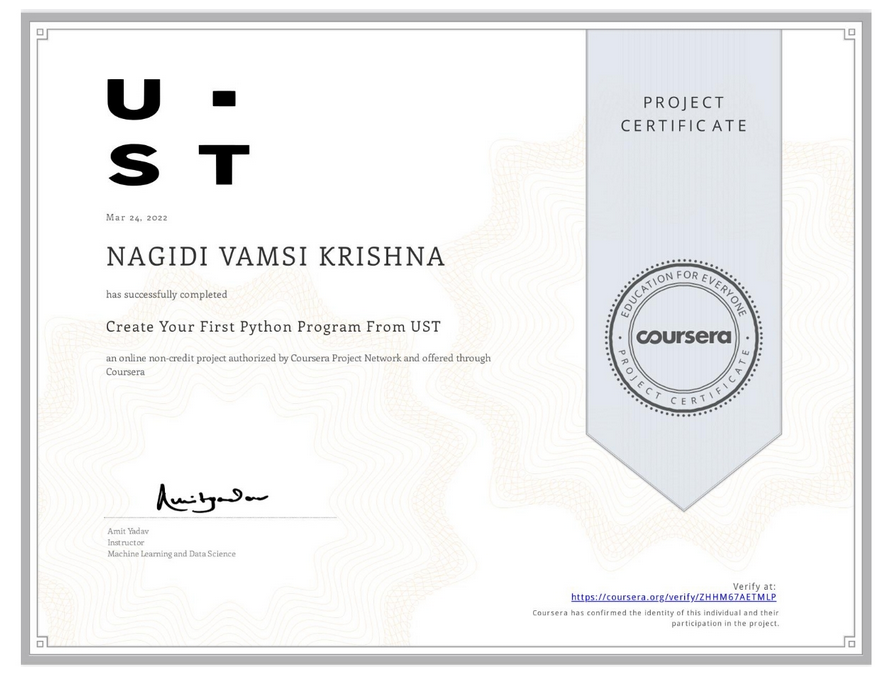 U ·
S T
Mar 24, 2022
NAGIDI VAMSI KRISHNA
has successfully completed
Create Your First Python Program From UST
an online non-credit project authorized by Coursera Project Network and offered through
Coursera
Amit Yadav
Amit Yadav
Instructor
Machine Learning and Data Science
PROJECT
CERTIFICATE
EDUCATION FOR EVERYONE
coursera
PROJECT CERTIFICATE
Verify at:
https://coursera.org/verify/ZHHM67AETMLP
Coursera has confirmed the identity of this individual and their
participation in the project.